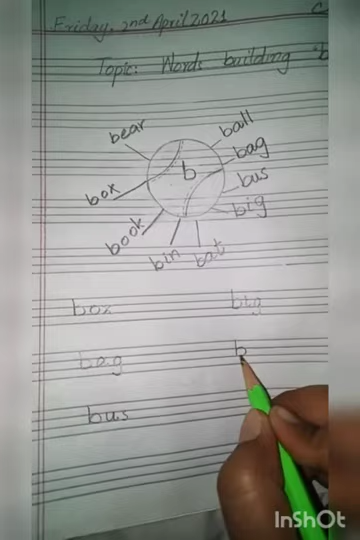 Friday, 2nd April 2021
C
Topic: Words building 'b
bear
ball
bag
b
box
bus
big
book
bin
bat
box
big
bag
b
bus
InShOt